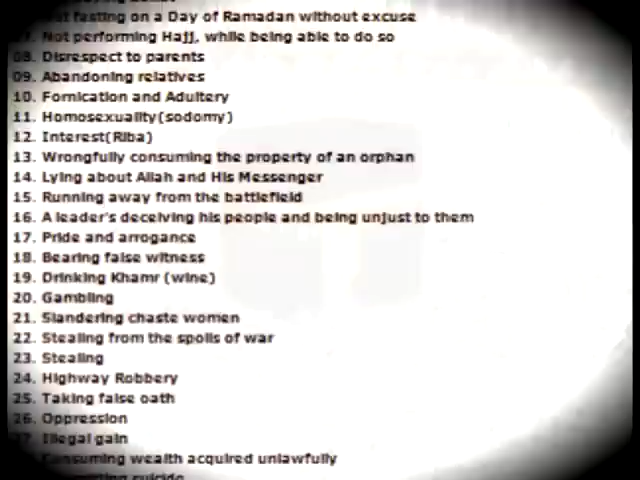 fasting on a Day of Ramadan without excuse
Not performing Hajj, while being able to do so
08. Disrespect to parents
09. Abandoning relatives
10. Fornication and Adultery
11. Homosexuality(sodomy)
12. Interest(Riba)
13. Wrongfully consuming the property of an orphan
14. Lying about Allah and His Messenger
15. Running away from the battlefield
16. A leader's deceiving his people and being unjust to them
17. Pride and arrogance
18. Bearing false witness
19. Drinking Khamr (wine)
20. Gambling
21. Slandering chaste women
22. Stealing from the spoils of war
23. Stealing
24. Highway Robbery
25. Taking false oath
26. Oppression
27. Illegal gain
Consuming wealth acquired unlawfully
suicide